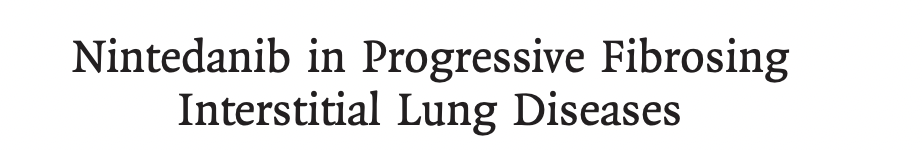 Nintedanib in Progressive Fibrosing
Interstitial Lung Diseases